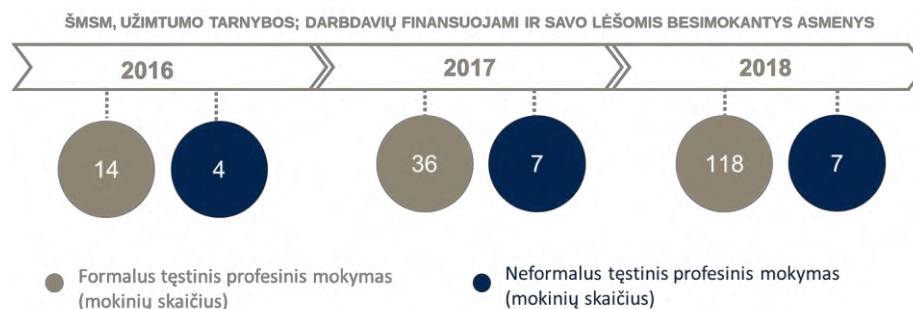 ŠMSM, UŽIMTUMO TARNYBOS; DARBDAVIŲ FINANSUOJAMI IR SAVO LĖŠOMIS BESIMOKANTYS ASMENYS
2016 2017 2018
14 4 36 7 118 7
Formalus tęstinis profesinis mokymas
(mokinių skaičius)
Neformalus tęstinis profesinis mokymas
(mokinių skaičius)